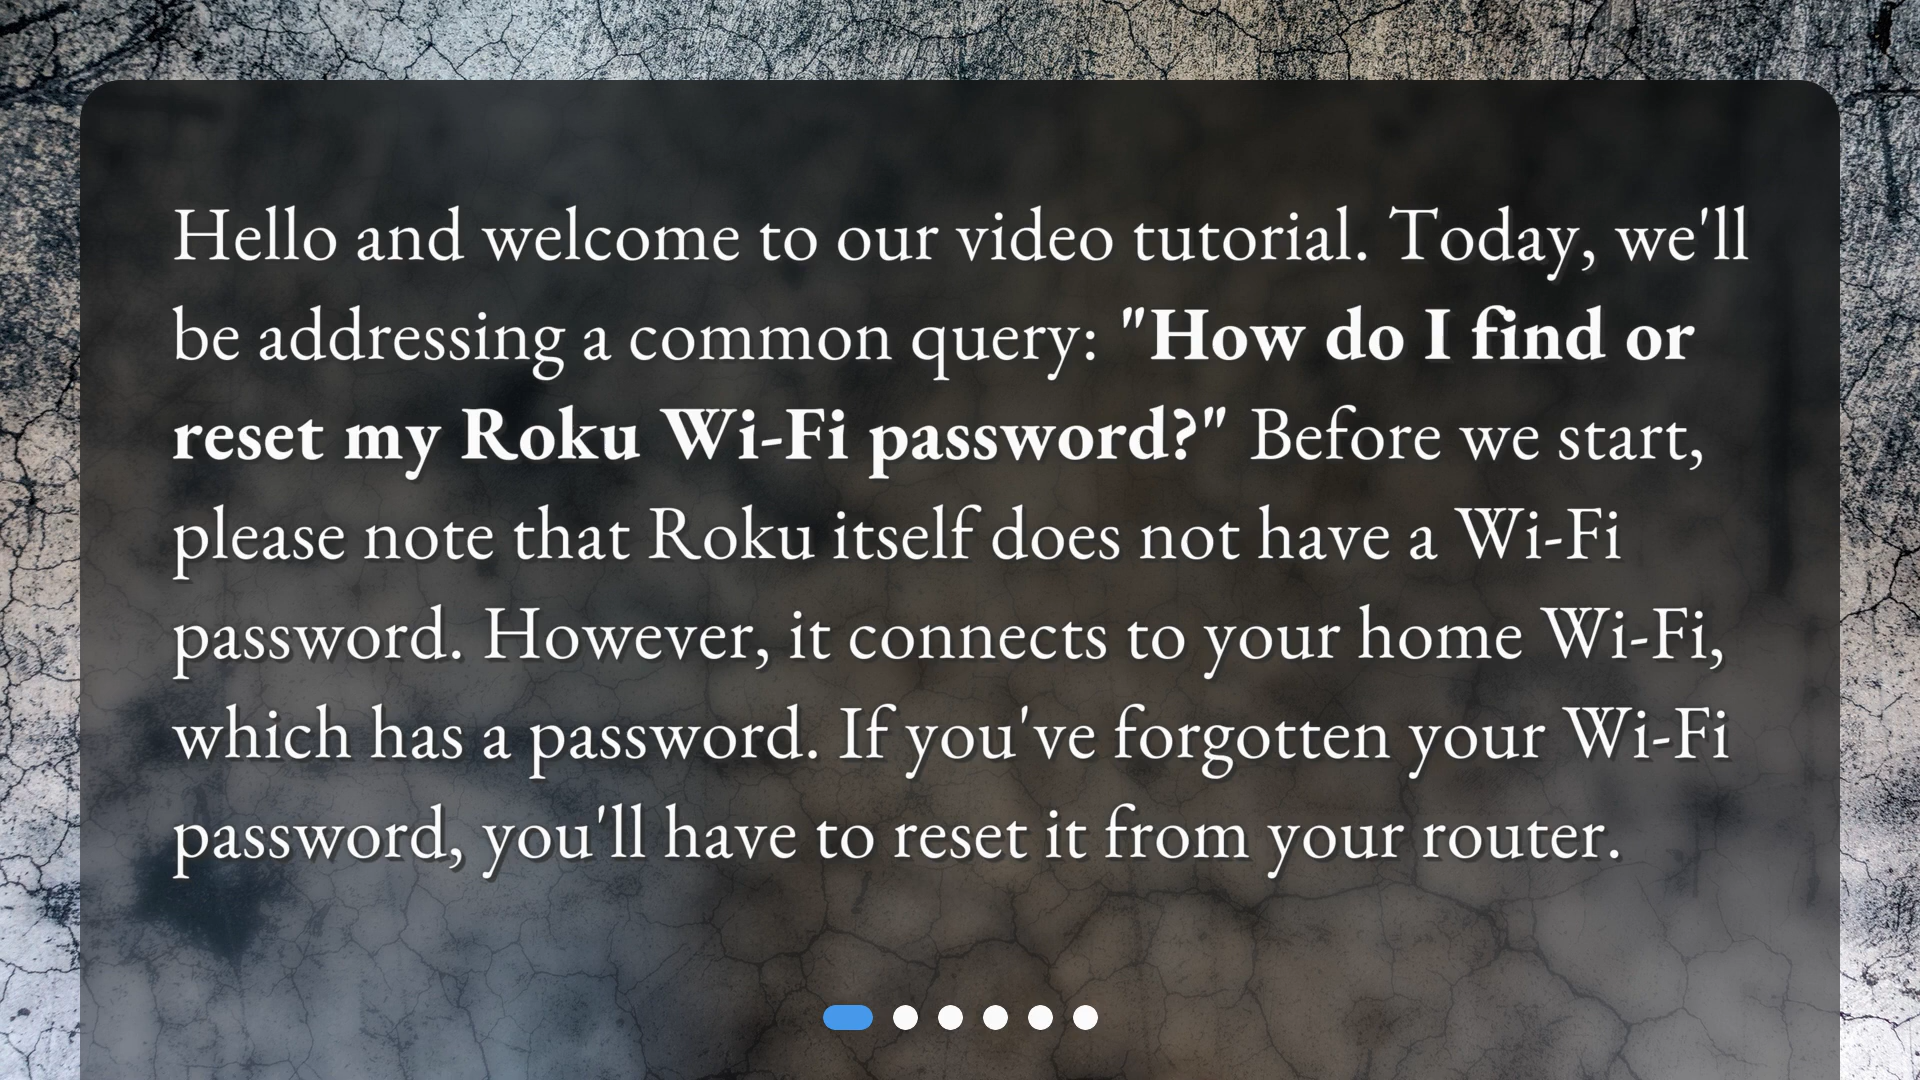 Hello and welcome to our video tutorial. Today, we'll
be addressing a common query: "How do I find or
reset my Roku Wi-Fi password?" Before we start,
please note that Roku itself does not have a Wi-Fi
password. However, it connects to your home Wi-Fi,
which has a password. If you've forgotten your Wi-Fi
password, you'll have to reset it from your router.